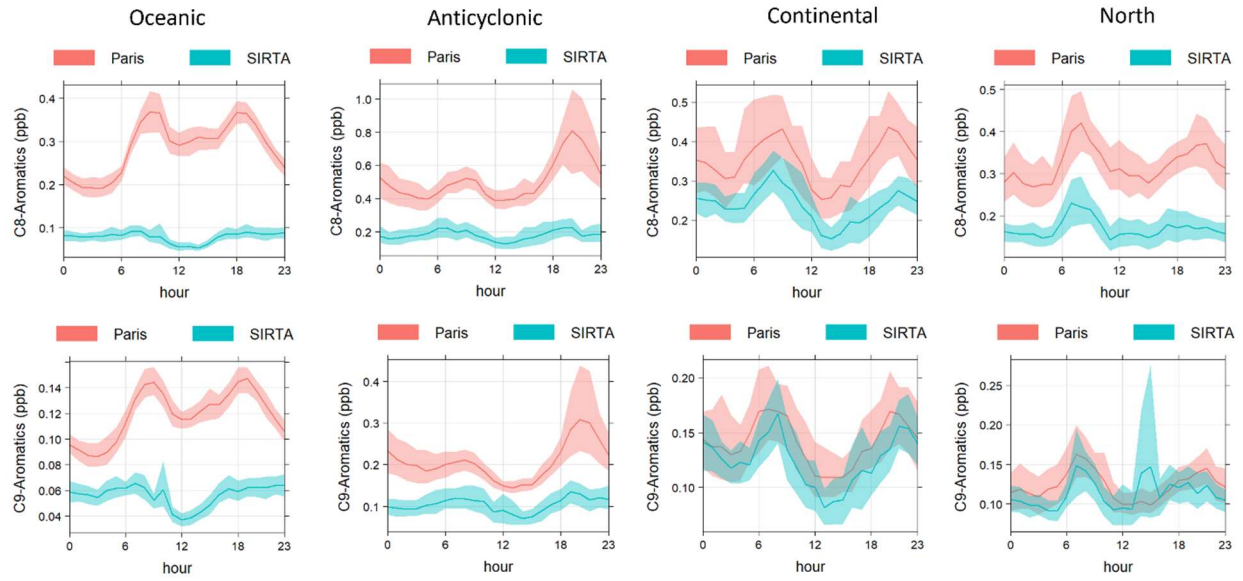 Oceanic Anticyclonic Continental North
Paris SIRTA Paris SIRTA Paris SIRTA Paris SIRTA
C8-Aromatics (ppb)
0.4
0.3
0.2
0.1
0 6 12 18 23
hour
C8-Aromatics (ppb)
1.0
0.8
0.6
0.4
0.2
0 6 12 18 23
hour
C8-Aromatics (ppb)
0.5
0.4
0.3
0.2
0 6 12 18 23
hour
C8-Aromatics (ppb)
0.5
0.4
0.3
0.2
0 6 12 18 23
hour
Paris SIRTA Paris SIRTA Paris SIRTA Paris SIRTA
C9-Aromatics (ppb)
0.14
0.12
0.10
0.08
0.06
0.04
0 6 12 18 23
hour
C9-Aromatics (ppb)
0.4
0.3
0.2
0.1
0 6 12 18 23
hour
C9-Aromatics (ppb)
0.20
0.15
0.10
0 6 12 18 23
hour
C9-Aromatics (ppb)
0.25
0.20
0.15
0.10
0 6 12 18 23
hour